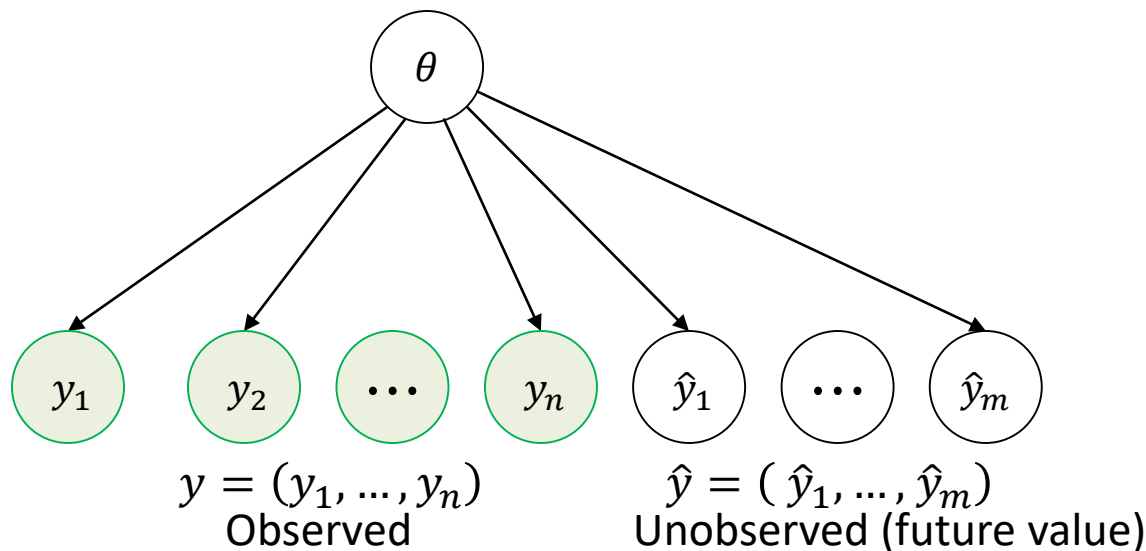 θ
y₁ y₂ ⋯ yₙ ŷ₁ ⋯ ŷₘ
y = (y₁, …, yₙ) ŷ = ( ŷ₁, …, ŷₘ)
Observed Unobserved (future value)